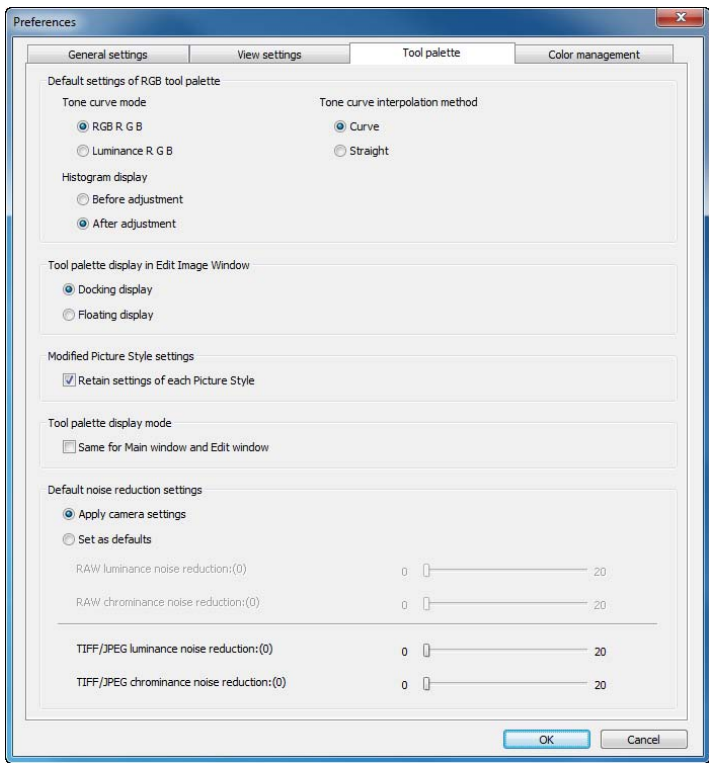 Preferences
General settings View settings Tool palette Color management
Default settings of RGB tool palette
Tone curve mode Tone curve interpolation method
RGB R G B Curve
Luminance R G B Straight
Histogram display
Before adjustment
After adjustment
Tool palette display in Edit Image Window
Docking display
Floating display
Modified Picture Style settings
Retain settings of each Picture Style
Tool palette display mode
Same for Main window and Edit window
Default noise reduction settings
Apply camera settings
Set as defaults
RAW luminance noise reduction:(0) 0 20
RAW chrominance noise reduction:(0) 0 20
TIFF/JPEG luminance noise reduction:(0) 0 20
TIFF/JPEG chrominance noise reduction:(0) 0 20
OK Cancel